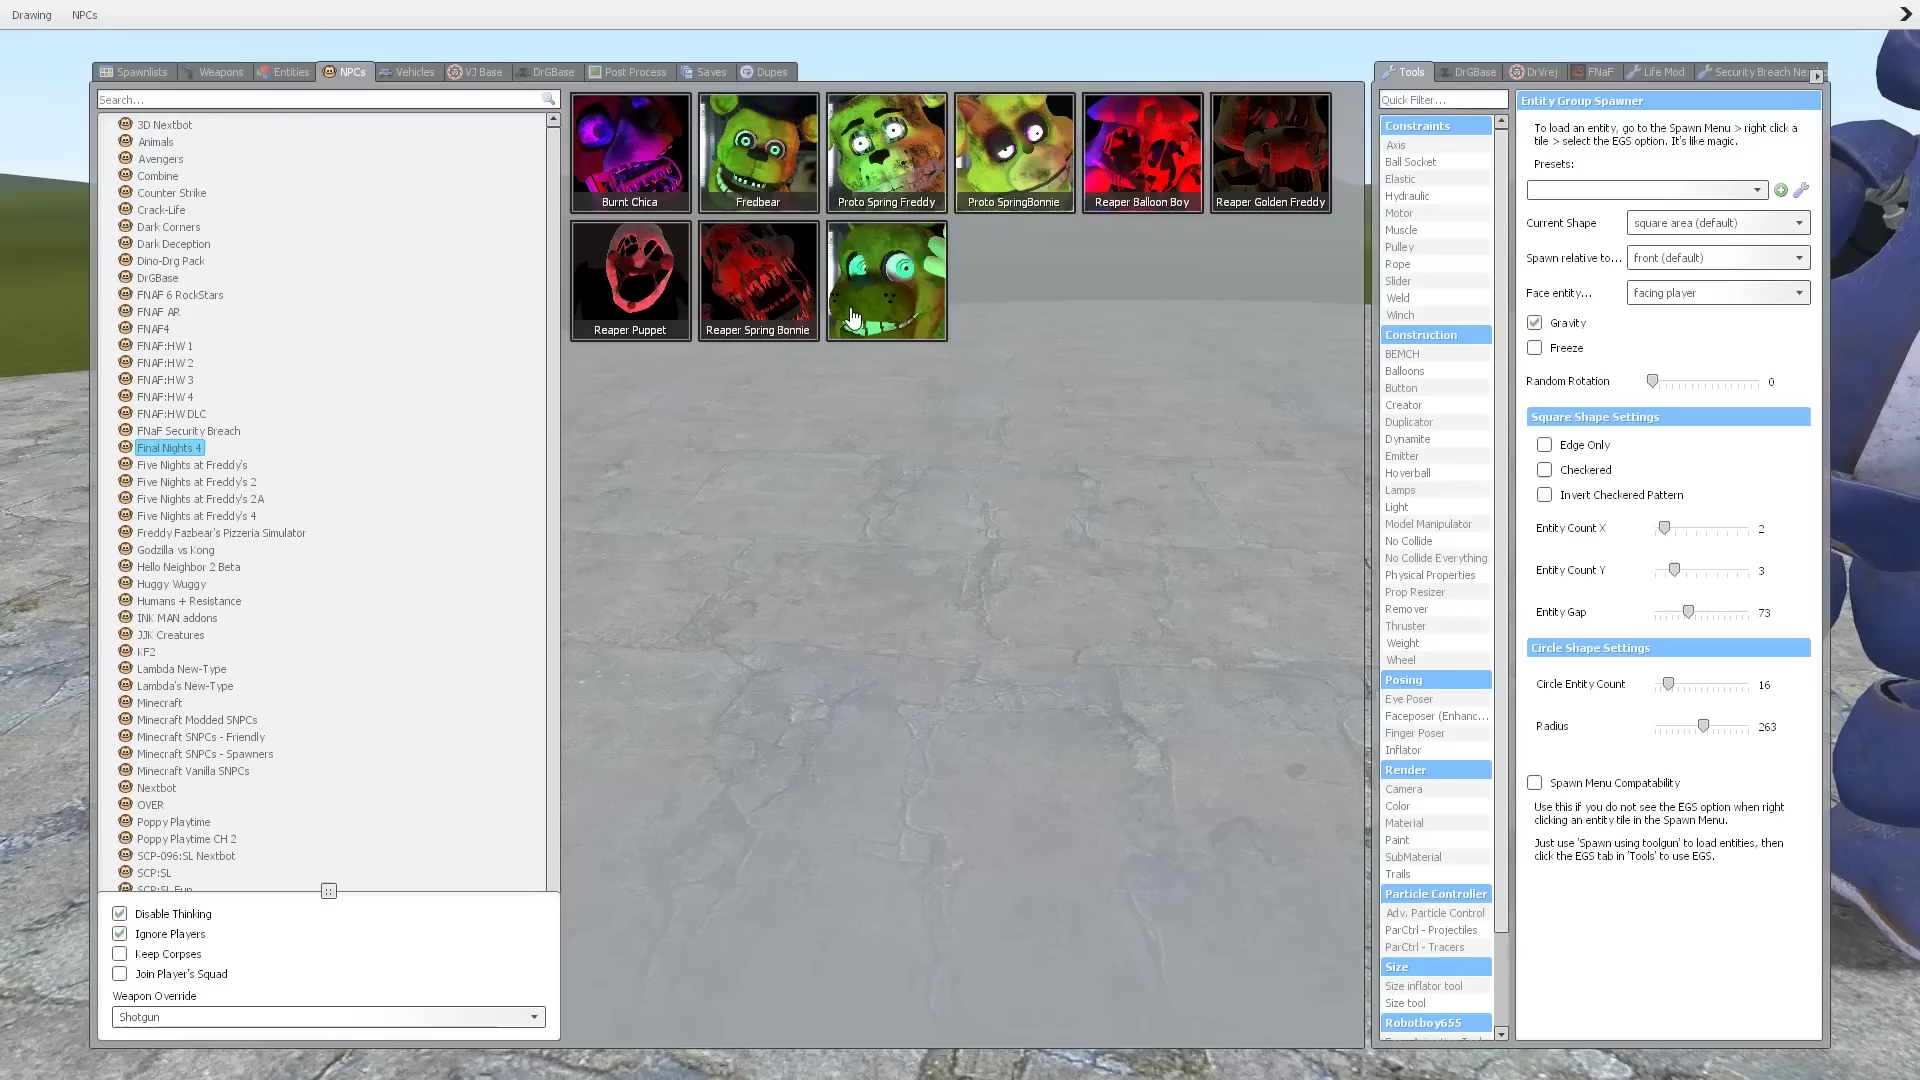 Drawing
NPCs
Spawnlists
Weapons
Entities
NPCs
Vehicles
VJ Base
DrGBase
Post Process
Saves
Dupes
Search...
3D Nextbot
Animals
Avengers
Combine
Counter Strike
Crack-Life
Dark Corners
Dark Deception
Dino-Drg Pack
DrGBase
FNAF 6 RockStars
FNAF AR
FNAF4
FNAF:HW 1
FNAF:HW 2
FNAF:HW 3
FNAF:HW 4
FNAF:HW DLC
FNaF Security Breach
Final Nights 4
Five Nights at Freddy's
Five Nights at Freddy's 2
Five Nights at Freddy's 2A
Five Nights at Freddy's 4
Freddy Fazbear's Pizzeria Simulator
Godzilla vs Kong
Hello Neighbor 2 Beta
Huggy Wuggy
Humans + Resistance
INK MAN addons
JJK Creatures
KF2
Lambda New-Type
Lambda's New-Type
Minecraft
Minecraft Modded SNPCs
Minecraft SNPCs - Friendly
Minecraft SNPCs - Spawners
Minecraft Vanilla SNPCs
Nextbot
OVER
Poppy Playtime
Poppy Playtime CH 2
SCP-096:SL Nextbot
SCP:SL
SCP:SL Fun
Disable Thinking
Ignore Players
Keep Corpses
Join Player's Squad
Weapon Override
Shotgun
Burnt Chica
Fredbear
Proto Spring Freddy
Proto SpringBonnie
Reaper Balloon Boy
Reaper Golden Freddy
Reaper Puppet
Reaper Spring Bonnie
Tools
DrGBase
DrVrej
FNaF
Life Mod
Security Breach
Quick Filter...
Constraints
Axis
Ball Socket
Elastic
Hydraulic
Motor
Muscle
Pulley
Rope
Slider
Weld
Winch
Construction
BEMCH
Balloons
Button
Creator
Duplicator
Dynamite
Emitter
Hoverball
Lamps
Light
Model Manipulator
No Collide
No Collide Everything
Physical Properties
Prop Resizer
Remover
Thruster
Weight
Wheel
Posing
Eye Poser
Faceposer (Enhanc...
Finger Poser
Inflator
Render
Camera
Color
Material
Paint
SubMaterial
Trails
Particle Controller
Adv. Particle Control
ParCtrl - Projectiles
ParCtrl - Tracers
Size
Size inflator tool
Size tool
Robotboy655
Entity Group Spawner
To load an entity, go to the Spawn Menu > right click a
tile > select the EGS option. It's like magic.
Presets:
Current Shape
square area (default)
Spawn relative to...
front (default)
Face entity...
facing player
Gravity
Freeze
Random Rotation
0
Square Shape Settings
Edge Only
Checkered
Invert Checkered Pattern
Entity Count X
2
Entity Count Y
3
Entity Gap
73
Circle Shape Settings
Circle Entity Count
16
Radius
263
Spawn Menu Compatability
Use this if you do not see the EGS option when right
clicking an entity tile in the Spawn Menu.
Just use 'Spawn using toolgun' to load entities, then
click the EGS tab in 'Tools' to use EGS.